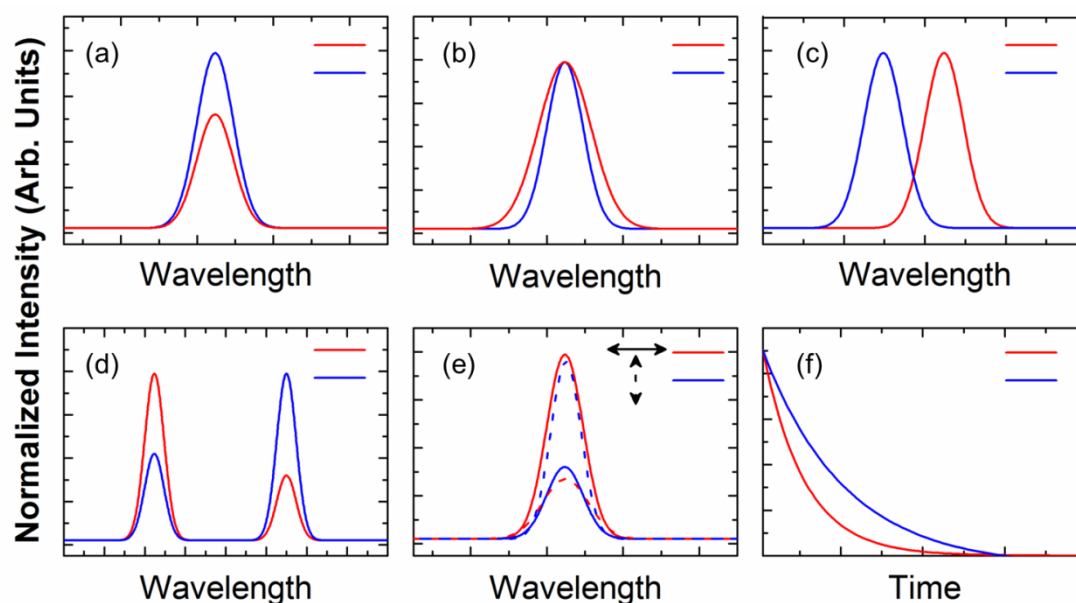 Normalized Intensity (Arb. Units)
(a)
(b)
(c)
Wavelength
Wavelength
Wavelength
(d)
(e)
(f)
Wavelength
Wavelength
Time